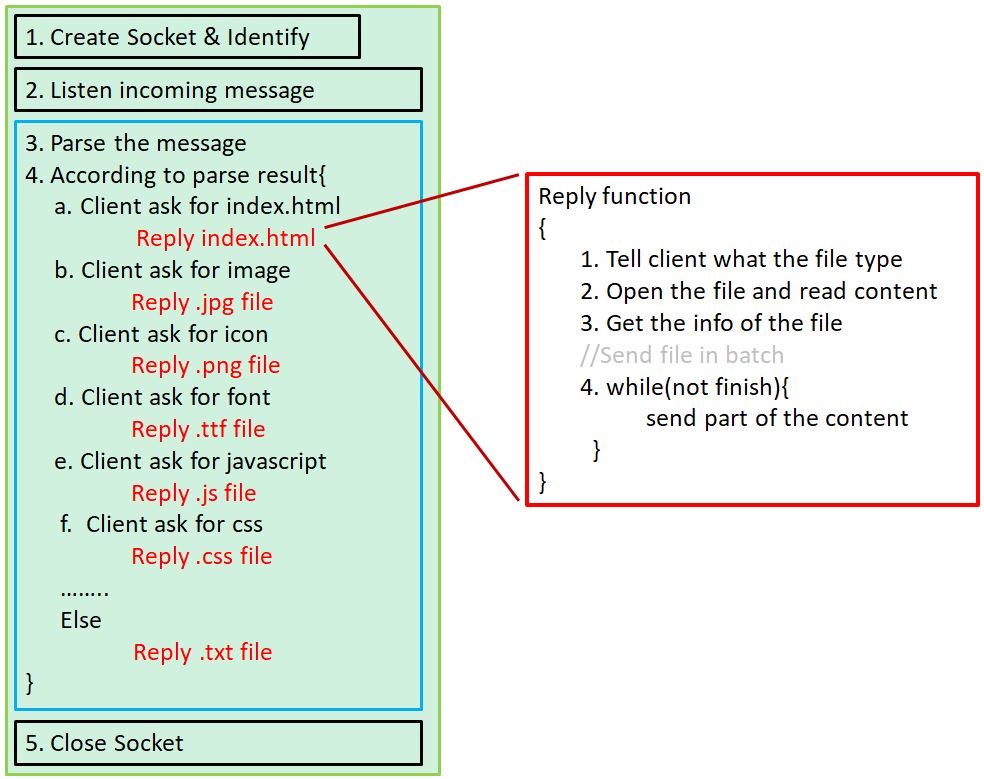 1. Create Socket & Identify
2. Listen incoming message
3. Parse the message
4. According to parse result{
a. Client ask for index.html
Reply index.html
b. Client ask for image
Reply .jpg file
c. Client ask for icon
Reply .png file
d. Client ask for font
Reply .ttf file
e. Client ask for javascript
Reply .js file
f. Client ask for css
Reply .css file
……..
Else
Reply .txt file
}
5. Close Socket
Reply function
{
1. Tell client what the file type
2. Open the file and read content
3. Get the info of the file
//Send file in batch
4. while(not finish){
send part of the content
}
}